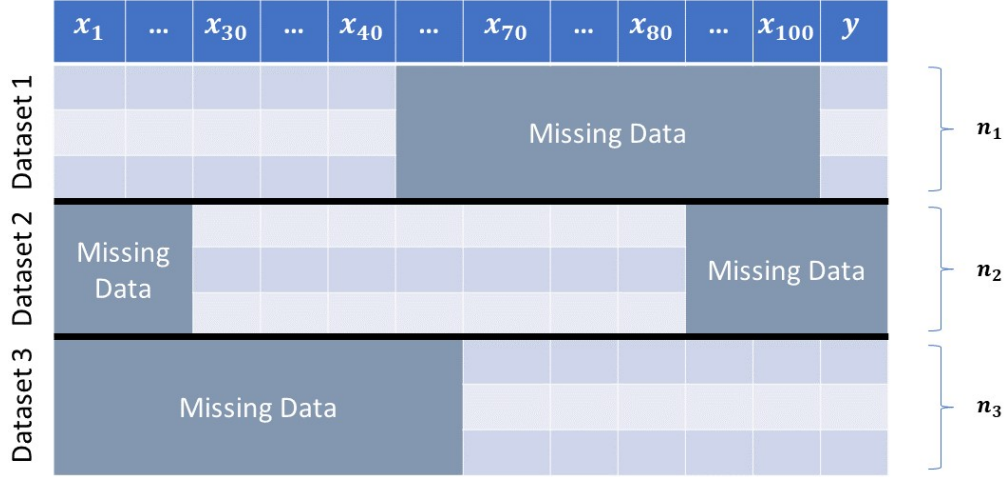 x₁ ... x₃₀ ... x₄₀ ... x₇₀ ... x₈₀ ... x₁₀₀ y
Dataset 1
Missing Data
n₁
Dataset 2
Missing
Data
Missing Data
n₂
Dataset 3
Missing Data
n₃